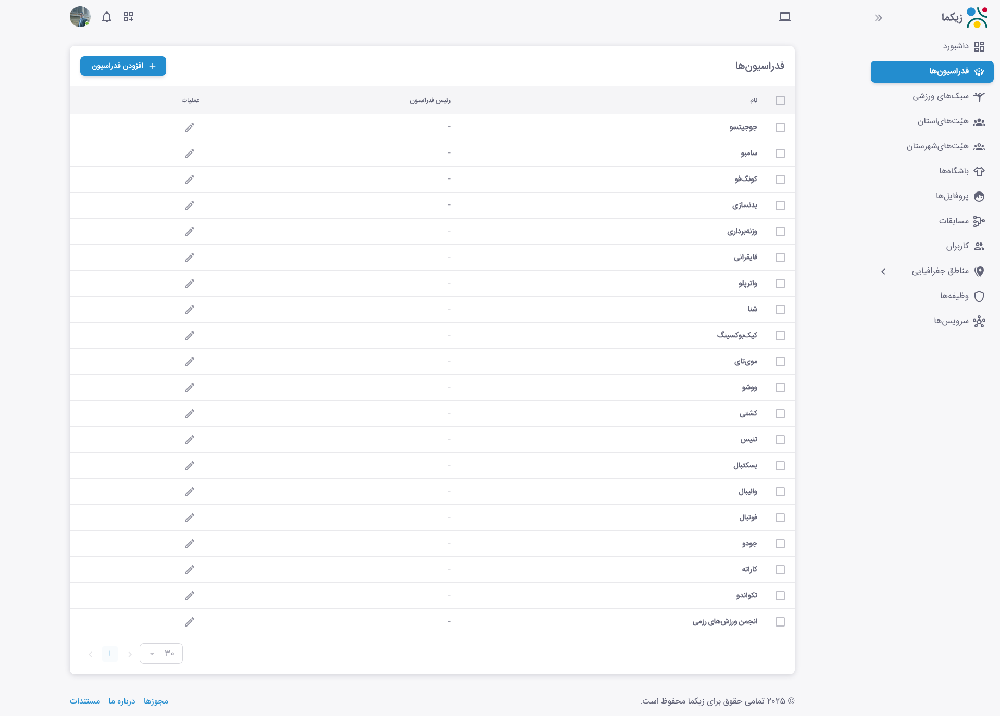 زیکما
داشبورد
فدراسیون‌ها
سبک‌های ورزشی
هیٔت‌های‌استان
هیٔت‌های‌شهرستان
باشگاه‌ها
پروفایل‌ها
مسابقات
کاربران
مناطق جغرافیایی
وظیفه‌ها
سرویس‌ها
فدراسیون‌ها
افزودن فدراسیون
نام رئیس فدراسیون عملیات
جوجیتسو -
سامبو -
کونگ‌فو -
بدنسازی -
وزنه‌برداری -
قایقرانی -
واترپلو -
شنا -
کیک‌بوکسینگ -
موی‌تای -
ووشو -
کشتی -
تنیس -
بسکتبال -
والیبال -
فوتبال -
جودو -
کاراته -
تکواندو -
انجمن ورزش‌های رزمی -
۳۰ ۱
© ۲۰۲۵ تمامی حقوق برای زیکما محفوظ است.
مجوزها درباره ما مستندات